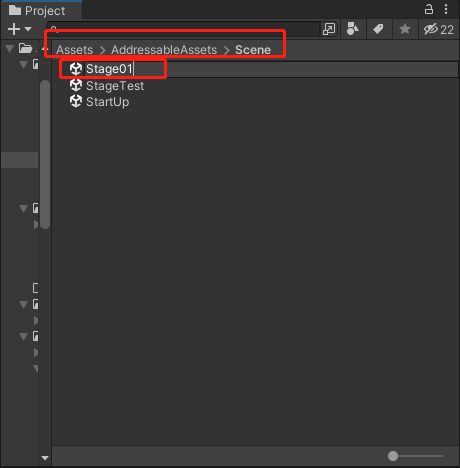 Project
22
Assets > AddressableAssets > Scene
Stage01
StageTest
StartUp